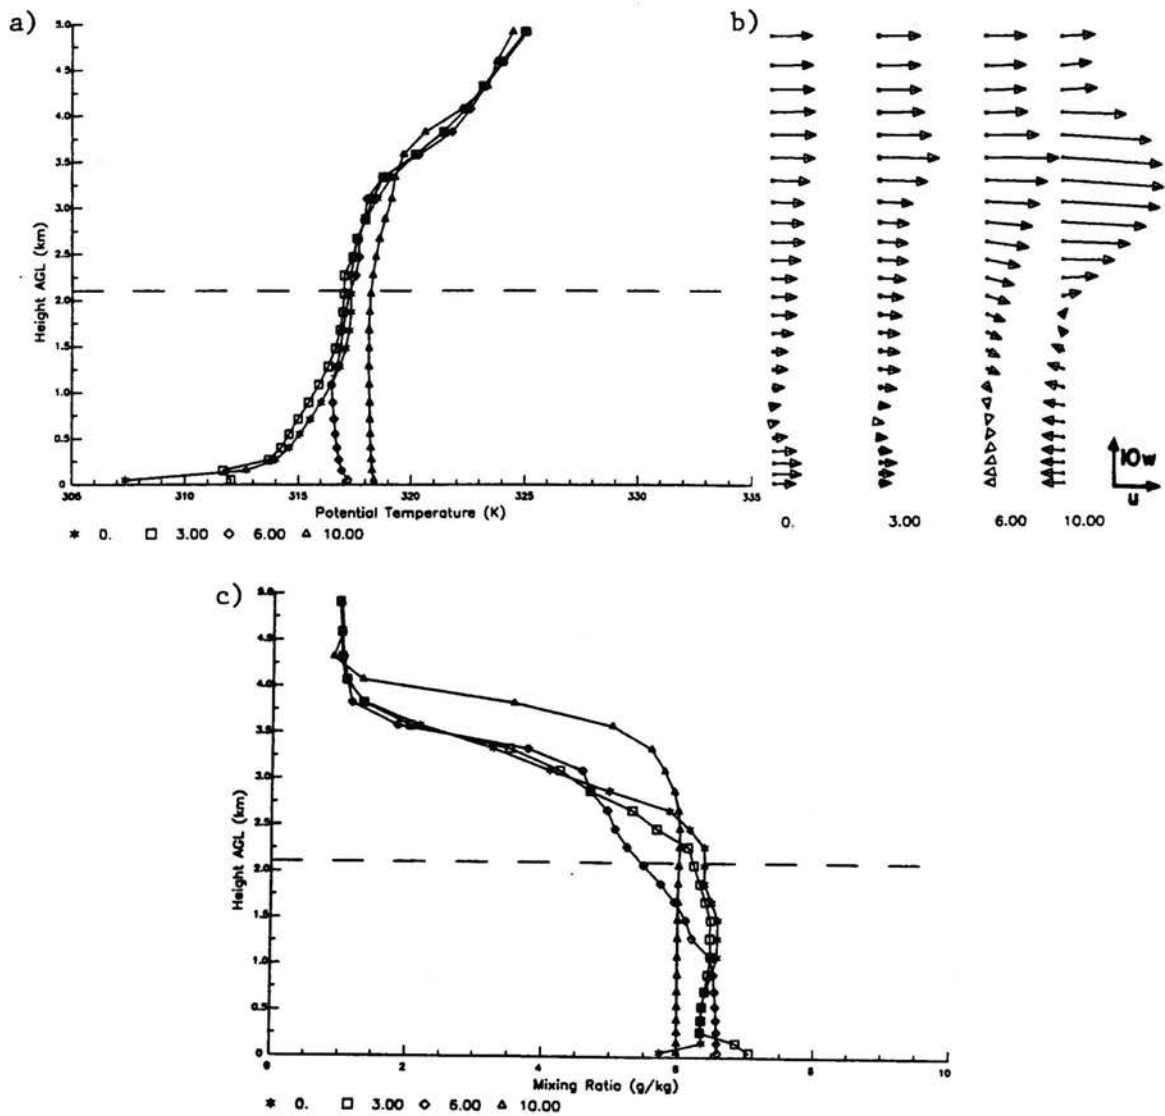 a)
5.0
4 5
4.0
3.5
3.0
2.5
2.0
1.5
1.0
0.5
0
Height AGL (km)
305 310 315 320 325 330 335
Potential Temperature (K)
* 0. □ 3.00 ◇ 6.00 △ 10.00
b)
10w
u
0. 3.00 6.00 10.00
c)
5.0
4.5
4.0
3.5
3.0
2.5
2.0
1.5
1.0
0.5
0
Height AGL (km)
0 2 4 6 8 10
Mixing Ratio (g/kg)
* 0. □ 3.00 ◇ 6.00 △ 10.00